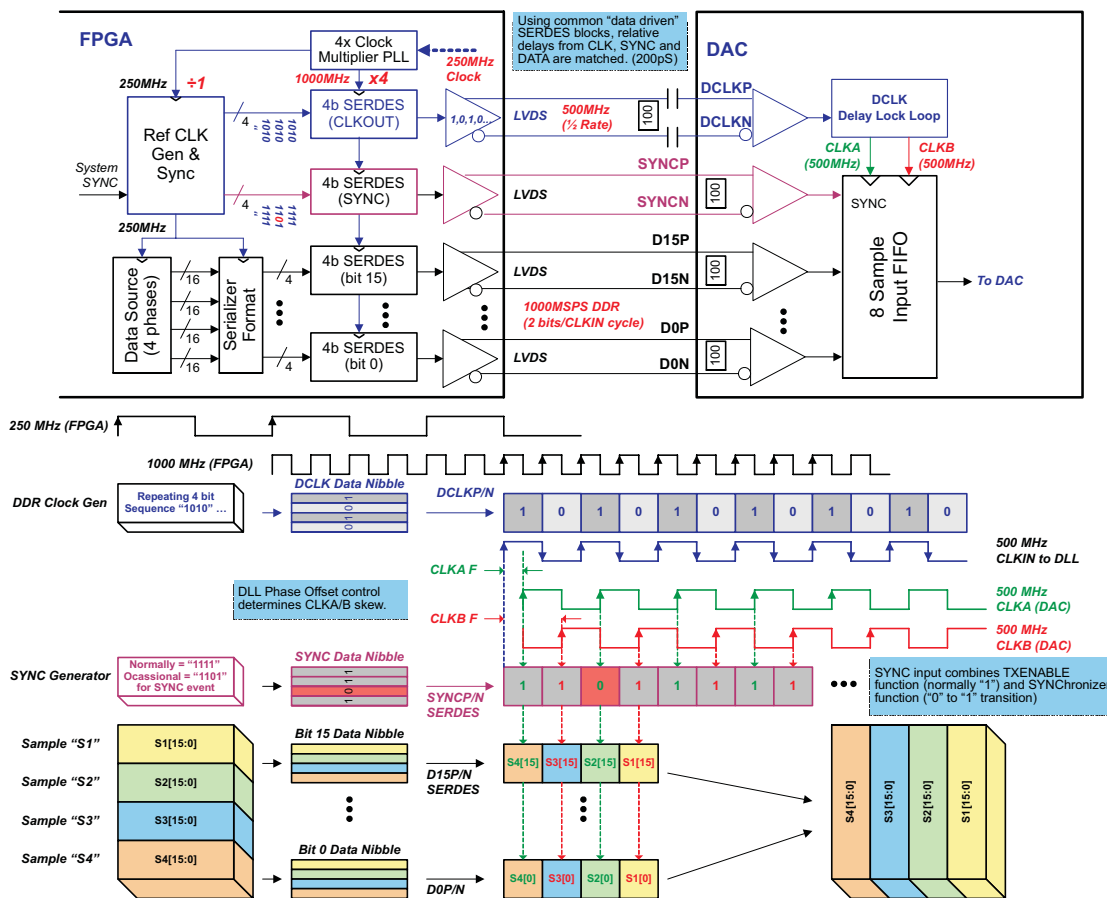 FPGA
4x Clock
Multiplier PLL
Using common “data driven”
SERDES blocks, relative
delays from CLK, SYNC and
DATA are matched. (200pS)
DAC
250MHz
÷1
1000MHz
x4
250MHz
Clock
Ref CLK
Gen &
Sync
4
1010
1010
"
4b SERDES
(CLKOUT)
1,0,1,0...
LVDS
500MHz
(½ Rate)
100
DCLKP
DCLKN
DCLK
Delay Lock Loop
CLKA
(500MHz)
CLKB
(500MHz)
System
SYNC
4
1111
1101
1111
"
4b SERDES
(SYNC)
LVDS
SYNCP
SYNCN
100
SYNC
250MHz
Data Source
(4 phases)
16
16
16
16
Serializer
Format
4
4
4b SERDES
(bit 15)
LVDS
D15P
D15N
100
8 Sample
Input FIFO
To DAC
1000MSPS DDR
(2 bits/CLKIN cycle)
4b SERDES
(bit 0)
LVDS
D0P
D0N
100
250 MHz (FPGA)
1000 MHz (FPGA)
DDR Clock Gen
Repeating 4 bit
Sequence “1010” ...
DCLK Data Nibble
1
0
1
0
DCLKP/N
1 0 1 0 1 0 1 0 1 0 1 0
500 MHz
CLKIN to DLL
CLKA F
DLL Phase Offset control
determines CLKA/B skew.
500 MHz
CLKA (DAC)
CLKB F
500 MHz
CLKB (DAC)
SYNC Generator
Normally = “1111”
Ocassional = “1101”
for SYNC event
SYNC Data Nibble
1
1
0
1
SYNCP/N
SERDES
1 1 0 1 1 1 1 1
SYNC input combines TXENABLE
function (normally “1”) and SYNChronize
function (“0” to “1” transition)
Sample “S1”
S1[15:0]
Sample “S2”
S2[15:0]
Sample “S3”
S3[15:0]
Sample “S4”
S4[15:0]
Bit 15 Data Nibble
D15P/N
SERDES
S4[15] S3[15] S2[15] S1[15]
Bit 0 Data Nibble
D0P/N
S4[0] S3[0] S2[0] S1[0]
S4[15:0]
S3[15:0]
S2[15:0]
S1[15:0]